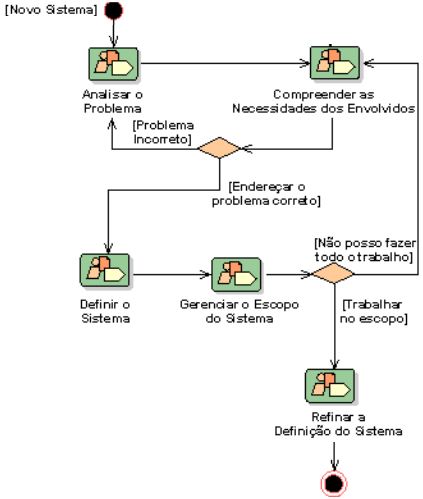 [Novo Sistema]
Analisar o
Problema
Compreender as
Necessidades dos Envolvidos
[Problema
Incorreto]
[Endereçar o
problema correto]
[Não posso fazer
todo o trabalho]
Definir o
Sistema
Gerenciar o Escopo
do Sistema
[Trabalhar
no escopo]
Refinar a
Definição do Sistema